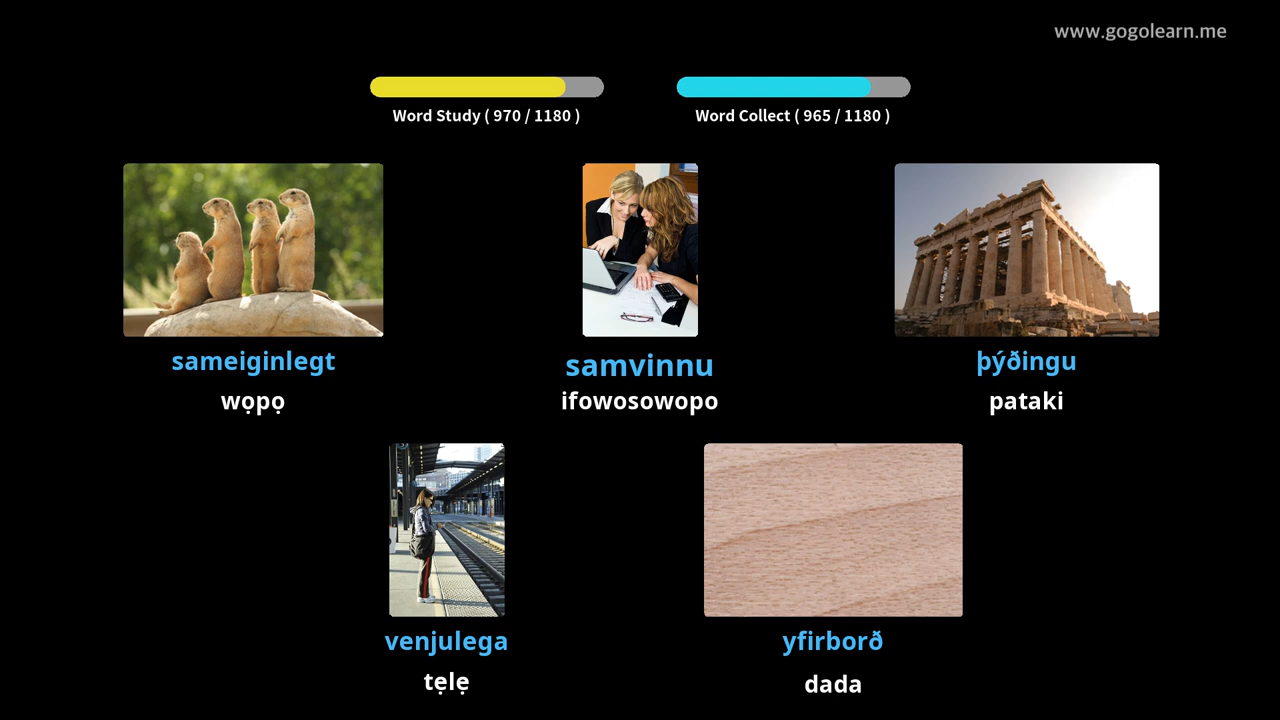 www.gogolearn.me
Word Study ( 970 / 1180 )
Word Collect ( 965 / 1180 )
sameiginlegt
wọpọ
samvinnu
ifowosowopo
þýðingu
pataki
venjulega
tẹlẹ
yfirborð
dada